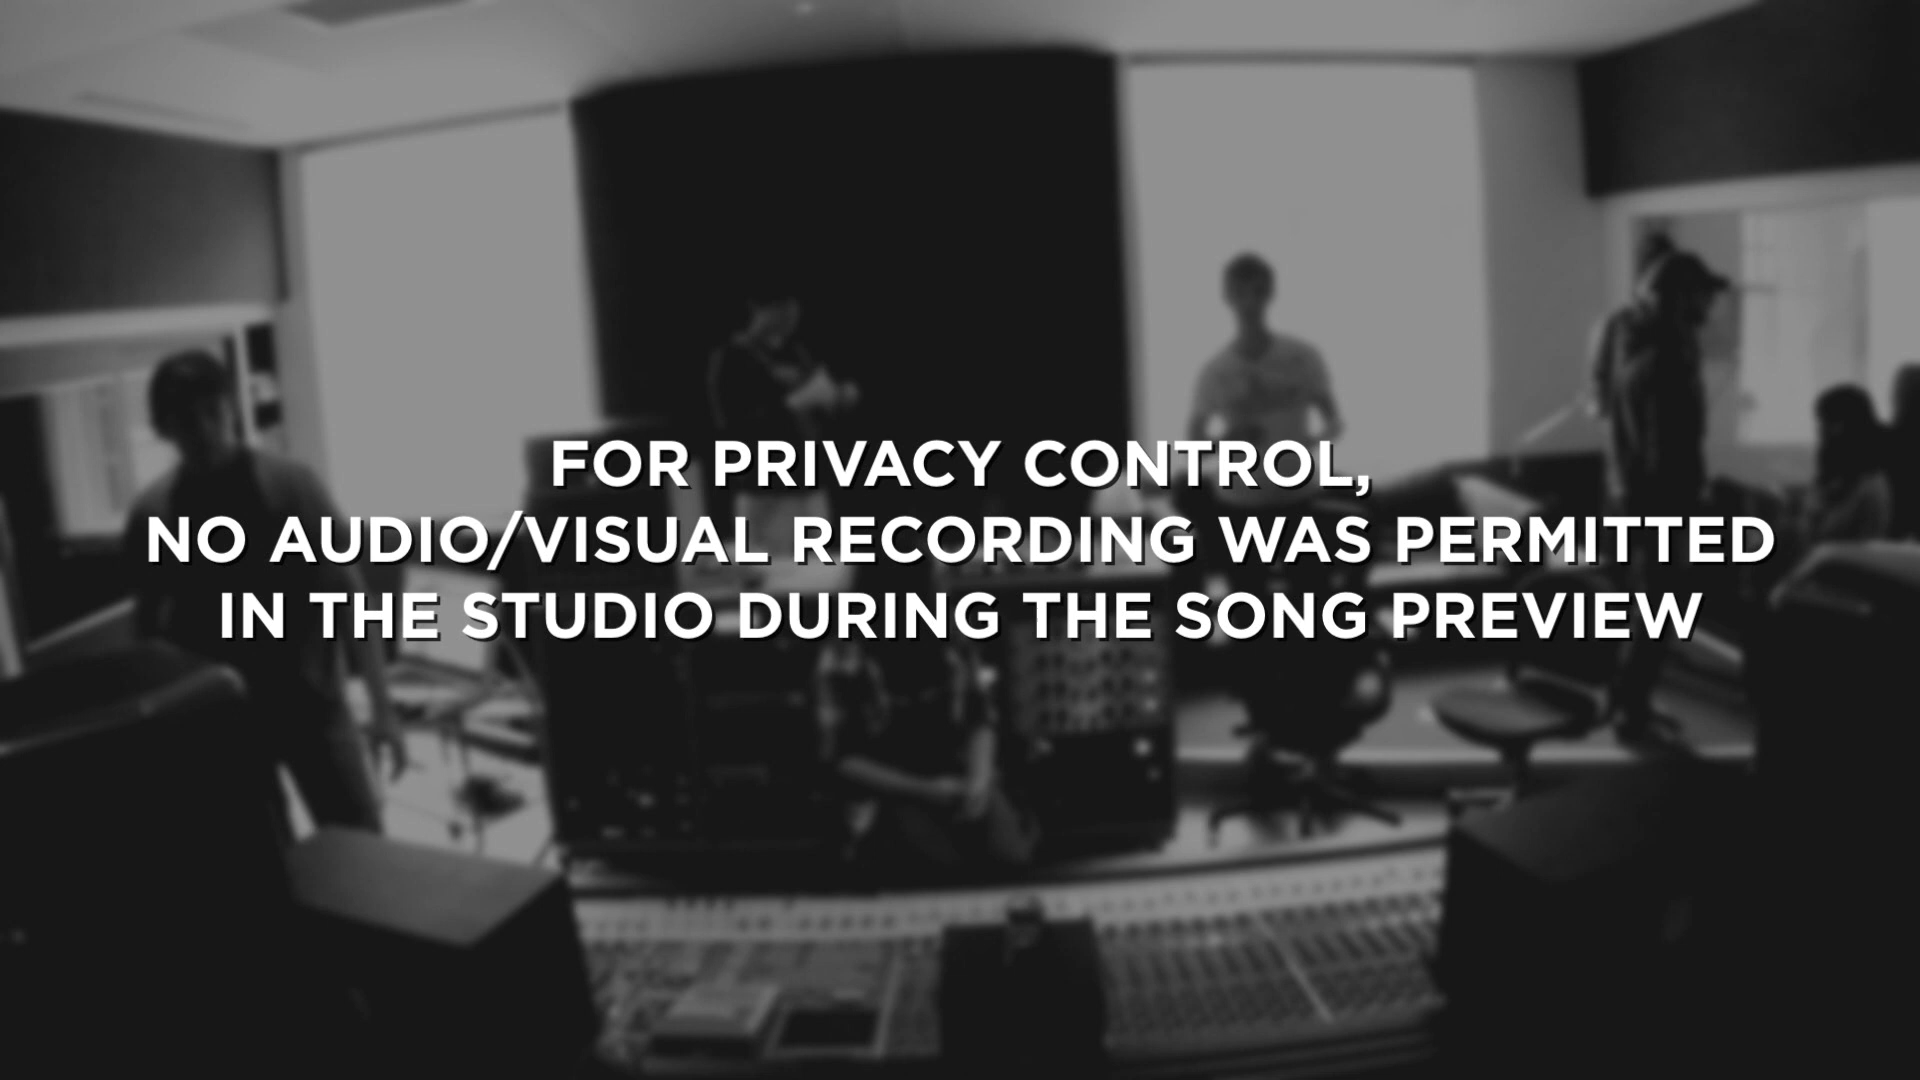 FOR PRIVACY CONTROL,
NO AUDIO/VISUAL RECORDING WAS PERMITTED
IN THE STUDIO DURING THE SONG PREVIEW